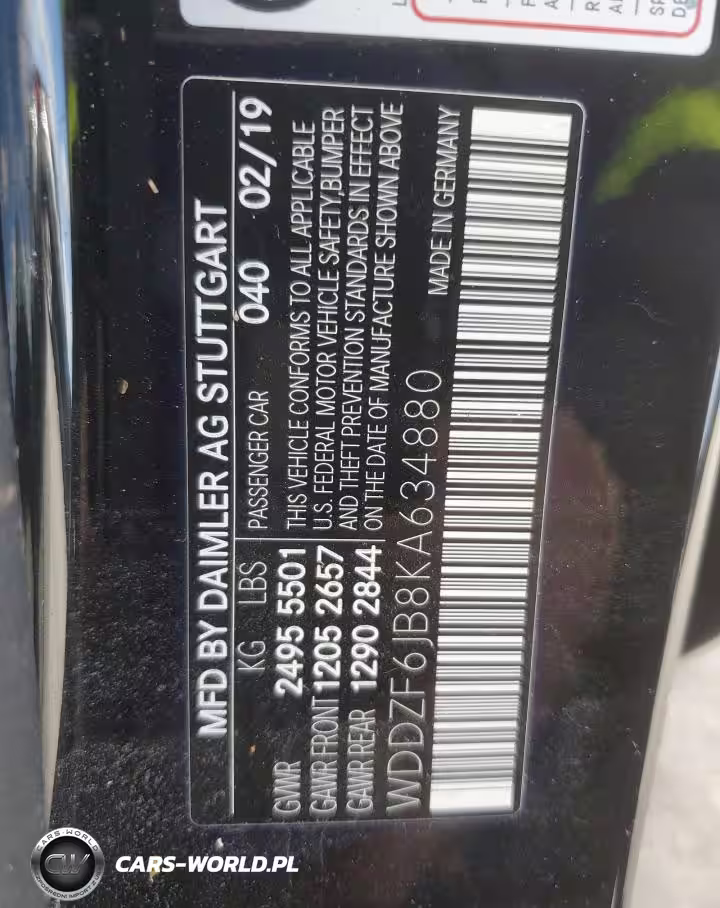 MFD BY DAIMLER AG STUTTGART
KG LBS PASSENGER CAR 040 02/19
GVWR 2495 5501 THIS VEHICLE CONFORMS TO ALL APPLICABLE
GAWR FRONT 1205 2657 U.S. FEDERAL MOTOR VEHICLE SAFETY,BUMPER
GAWR REAR 1290 2844 AND THEFT PREVENTION STANDARDS IN EFFECT
ON THE DATE OF MANUFACTURE SHOWN ABOVE
WDDZF6JB8KA634880 MADE IN GERMANY
CARS-WORLD
CARS-WORLD.PL